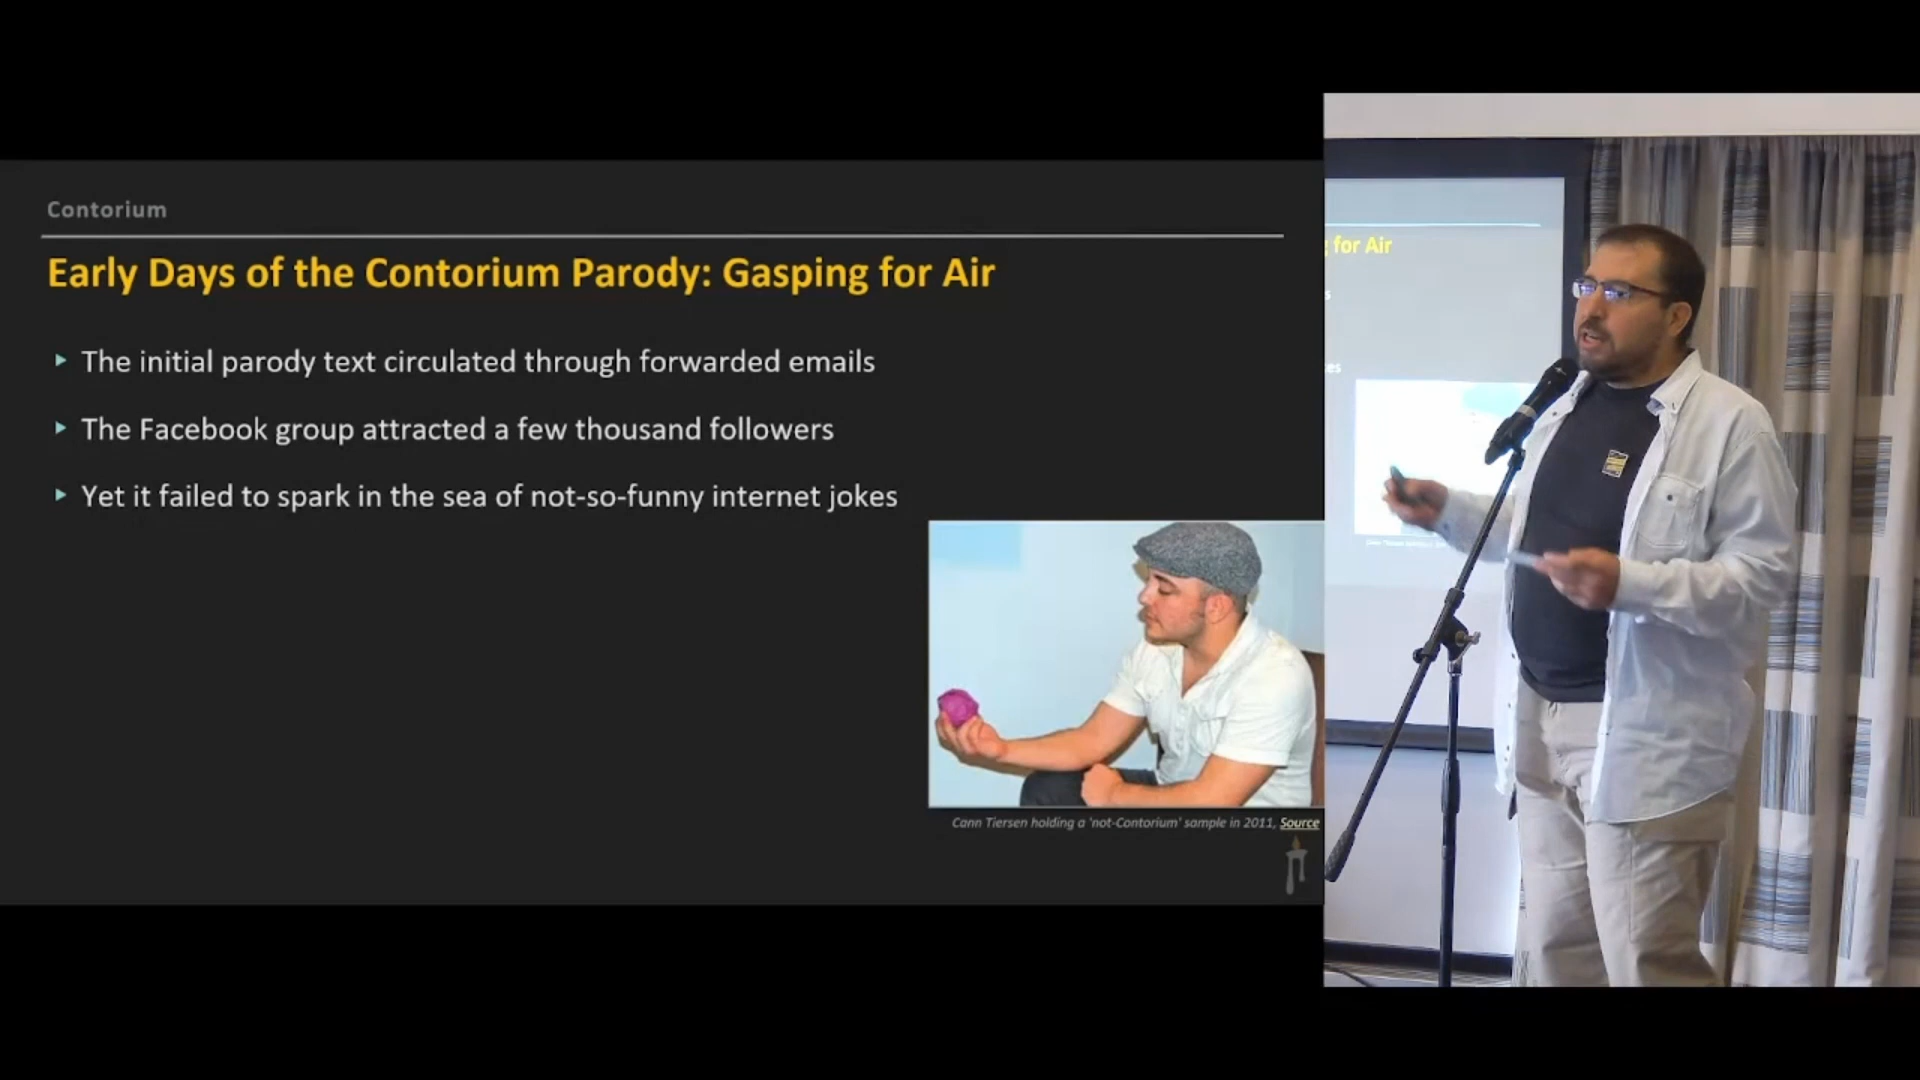 Contorium
Early Days of the Contorium Parody: Gasping for Air
The initial parody text circulated through forwarded emails
The Facebook group attracted a few thousand followers
Yet it failed to spark in the sea of not-so-funny internet jokes
Cann Tiersen holding a 'not-Contorium' sample in 2011, Source
for Air